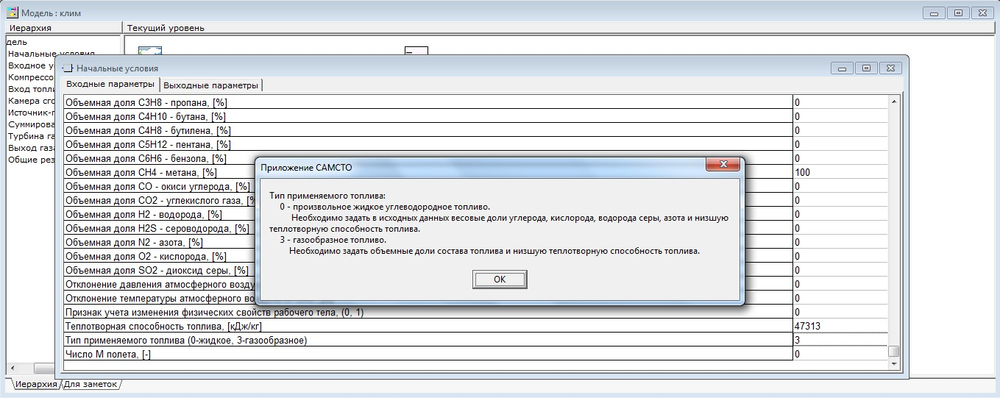 Модель : клим
Иерархия
Текущий уровень
дель
Начальные условия
Входное у
Компрессо
Вход топли
Камера сго
Источник-п
Суммирова
Турбина га
Выход газа
Общие рез
Начальные условия
Входные параметры
Выходные параметры
Объемная доля C3H8 - пропана, [%] 0
Объемная доля C4H10 - бутана, [%] 0
Объемная доля C4H8 - бутилена, [%] 0
Объемная доля C5H12 - пентана, [%] 0
Объемная доля C6H6 - бензола, [%] 0
Объемная доля CH4 - метана, [%] 100
Объемная доля CO - окиси углерода, [%] 0
Объемная доля CO2 - углекислого газа, [% 0
Объемная доля H2 - водорода, [%] 0
Объемная доля H2S - сероводорода, [%] 0
Объемная доля N2 - азота, [%] 0
Объемная доля O2 - кислорода, [%] 0
Объемная доля SO2 - диоксид серы, [%] 0
Отклонение давления атмосферного возду 0
Отклонение температуры атмосферного во 0
Признак учета изменения физических свойств рабочего тела, (0, 1) 0
Теплотворная способность топлива, [кДж/кг] 47313
Тип применяемого топлива (0-жидкое, 3-газообразное) 3
Число М полета, [-] 0
Приложение САМСТО
Тип применяемого топлива:
0 - произвольное жидкое углеводородное топливо.
Необходимо задать в исходных данных весовые доли углерода, кислорода, водорода серы, азота и низшую
теплотворную способность топлива.
3 - газообразное топливо.
Необходимо задать объемные доли состава топлива и низшую теплотворную способность топлива.
ОК
Иерархия
Для заметок